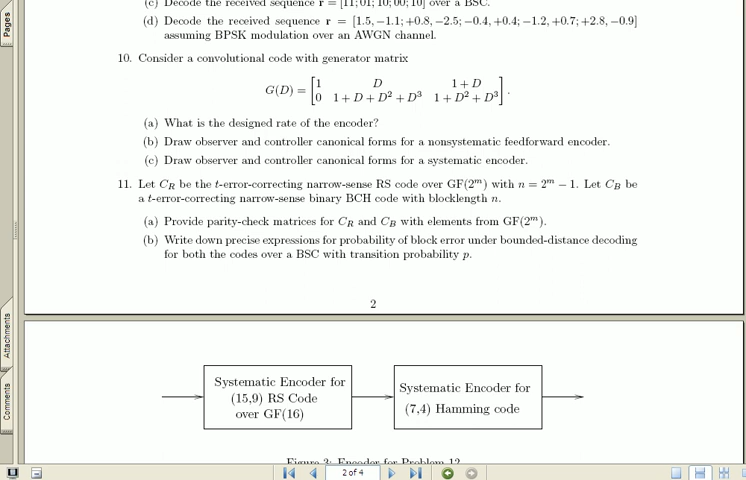 Pages
(c) Decode the received sequence r = [11; 01; 10; 00; 10] over a BSC.
(d) Decode the received sequence r = [1.5, −1.1; +0.8, −2.5; −0.4, +0.4; −1.2, +0.7; +2.8, −0.9]
assuming BPSK modulation over an AWGN channel.
10. Consider a convolutional code with generator matrix
G(D) = [1 D 1 + D
0 1 + D + D² + D³ 1 + D² + D³].
(a) What is the designed rate of the encoder?
(b) Draw observer and controller canonical forms for a nonsystematic feedforward encoder.
(c) Draw observer and controller canonical forms for a systematic encoder.
11. Let C_R be the t-error-correcting narrow-sense RS code over GF(2^m) with n = 2^m − 1. Let C_B be
a t-error-correcting narrow-sense binary BCH code with blocklength n.
(a) Provide parity-check matrices for C_R and C_B with elements from GF(2^m).
(b) Write down precise expressions for probability of block error under bounded-distance decoding
for both the codes over a BSC with transition probability p.
2
Attachments
Comments
Systematic Encoder for
(15,9) RS Code
over GF(16)
Systematic Encoder for
(7,4) Hamming code
Figure 3: Encoder for Problem 12
2 of 4